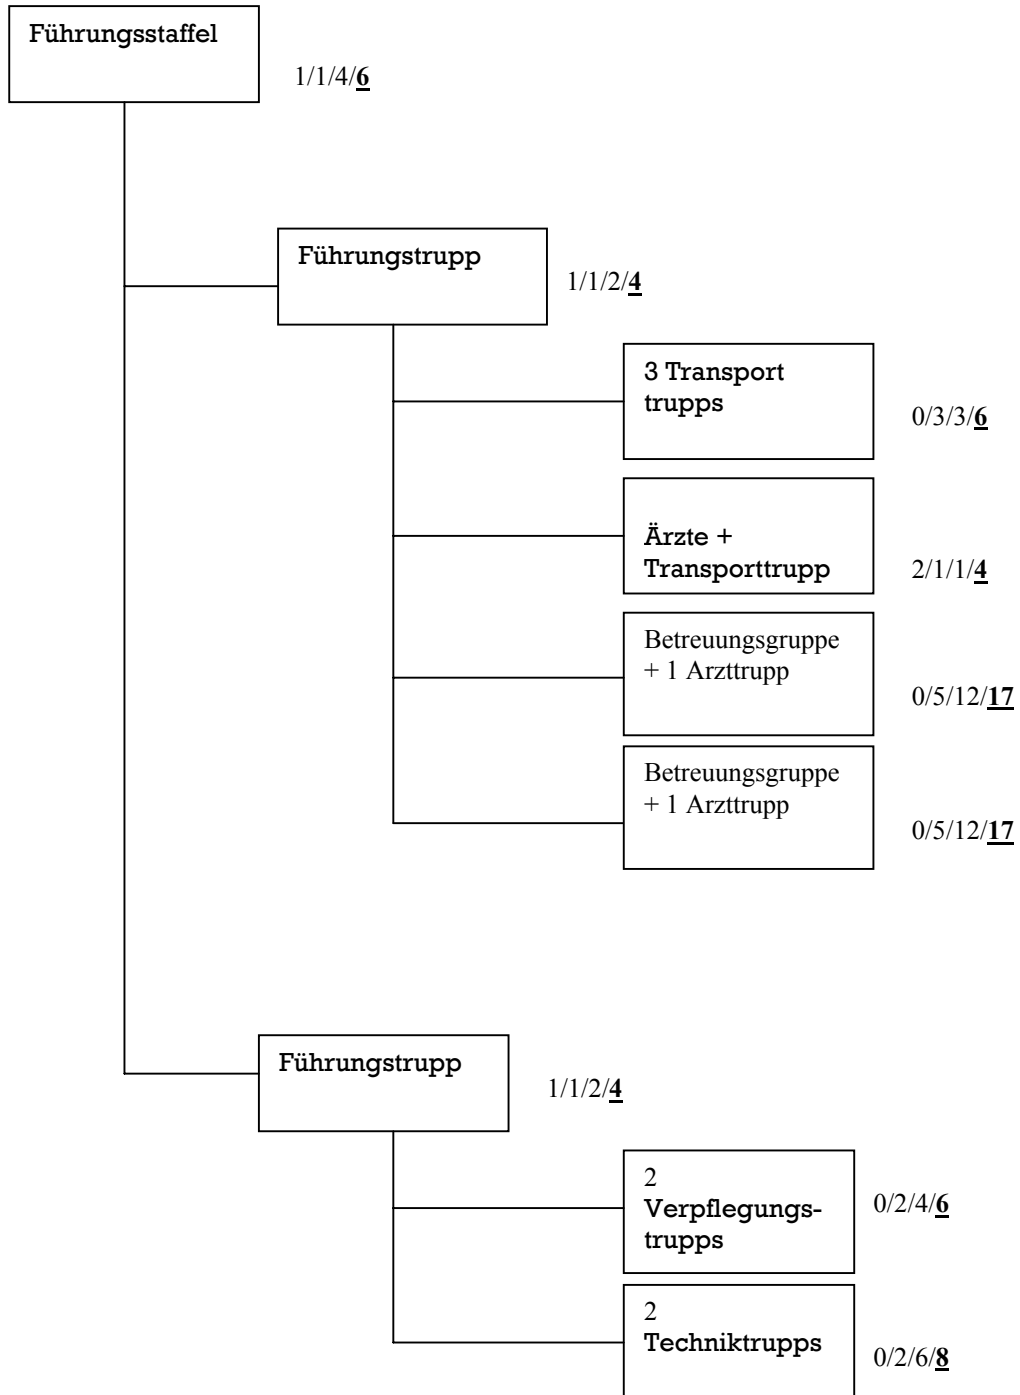 Führungsstaffel
1/1/4/6
Führungstrupp
1/1/2/4
3 Transport
trupps
0/3/3/6
Ärzte +
Transporttrupp
2/1/1/4
Betreuungsgruppe
+ 1 Arzttrupp
0/5/12/17
Betreuungsgruppe
+ 1 Arzttrupp
0/5/12/17
Führungstrupp
1/1/2/4
2
Verpflegungs-
trupps
0/2/4/6
2
Techniktrupps
0/2/6/8